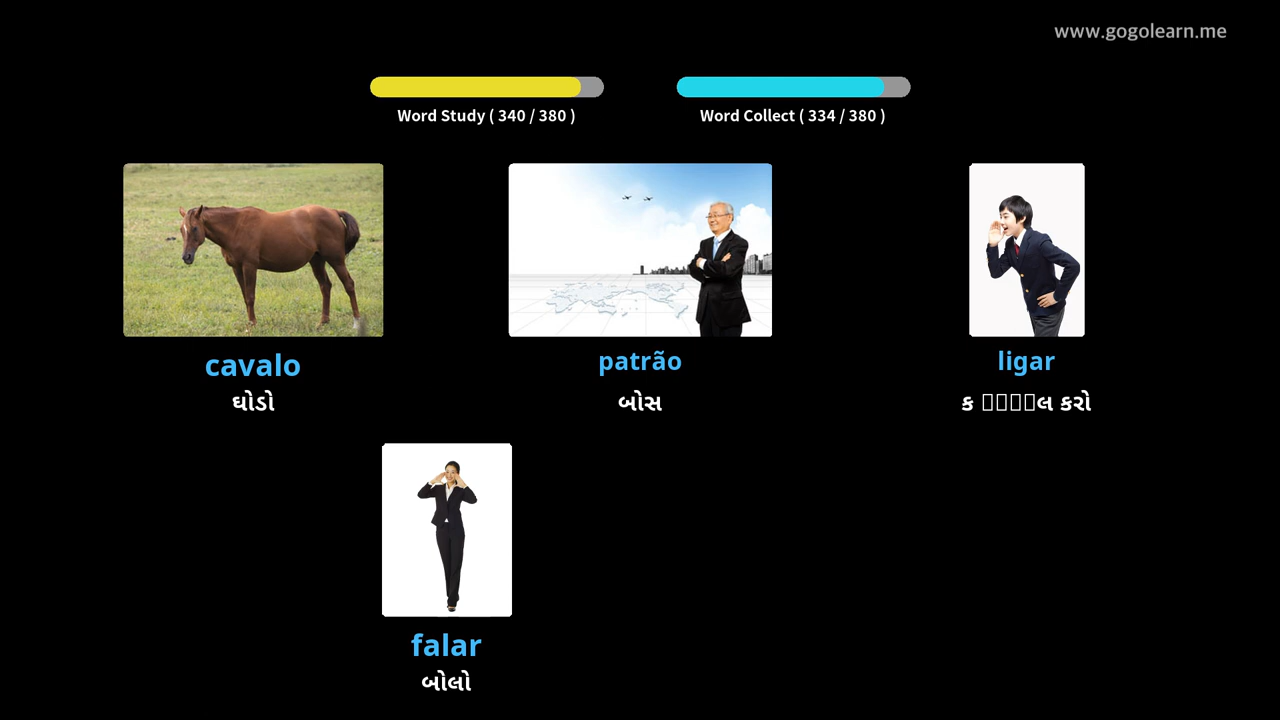 www.gogolearn.me
Word Study ( 340 / 380 )
Word Collect ( 334 / 380 )
cavalo
ઘોડો
patrão
બોસ
ligar
ક લ કરો
falar
બોલો